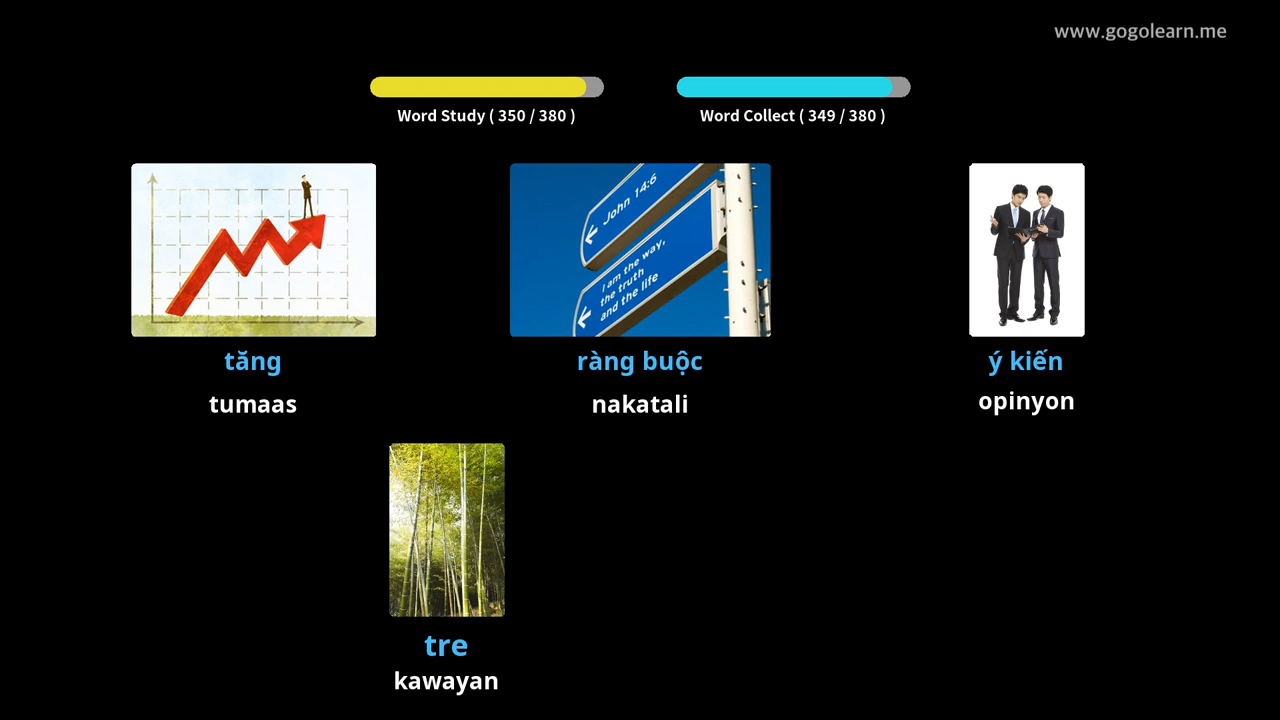 www.gogolearn.me
Word Study ( 350 / 380 )
Word Collect ( 349 / 380 )
John 14:6
I am the way,
the truth
and the life
tăng
ràng buộc
ý kiến
tumaas
nakatali
opinyon
tre
kawayan